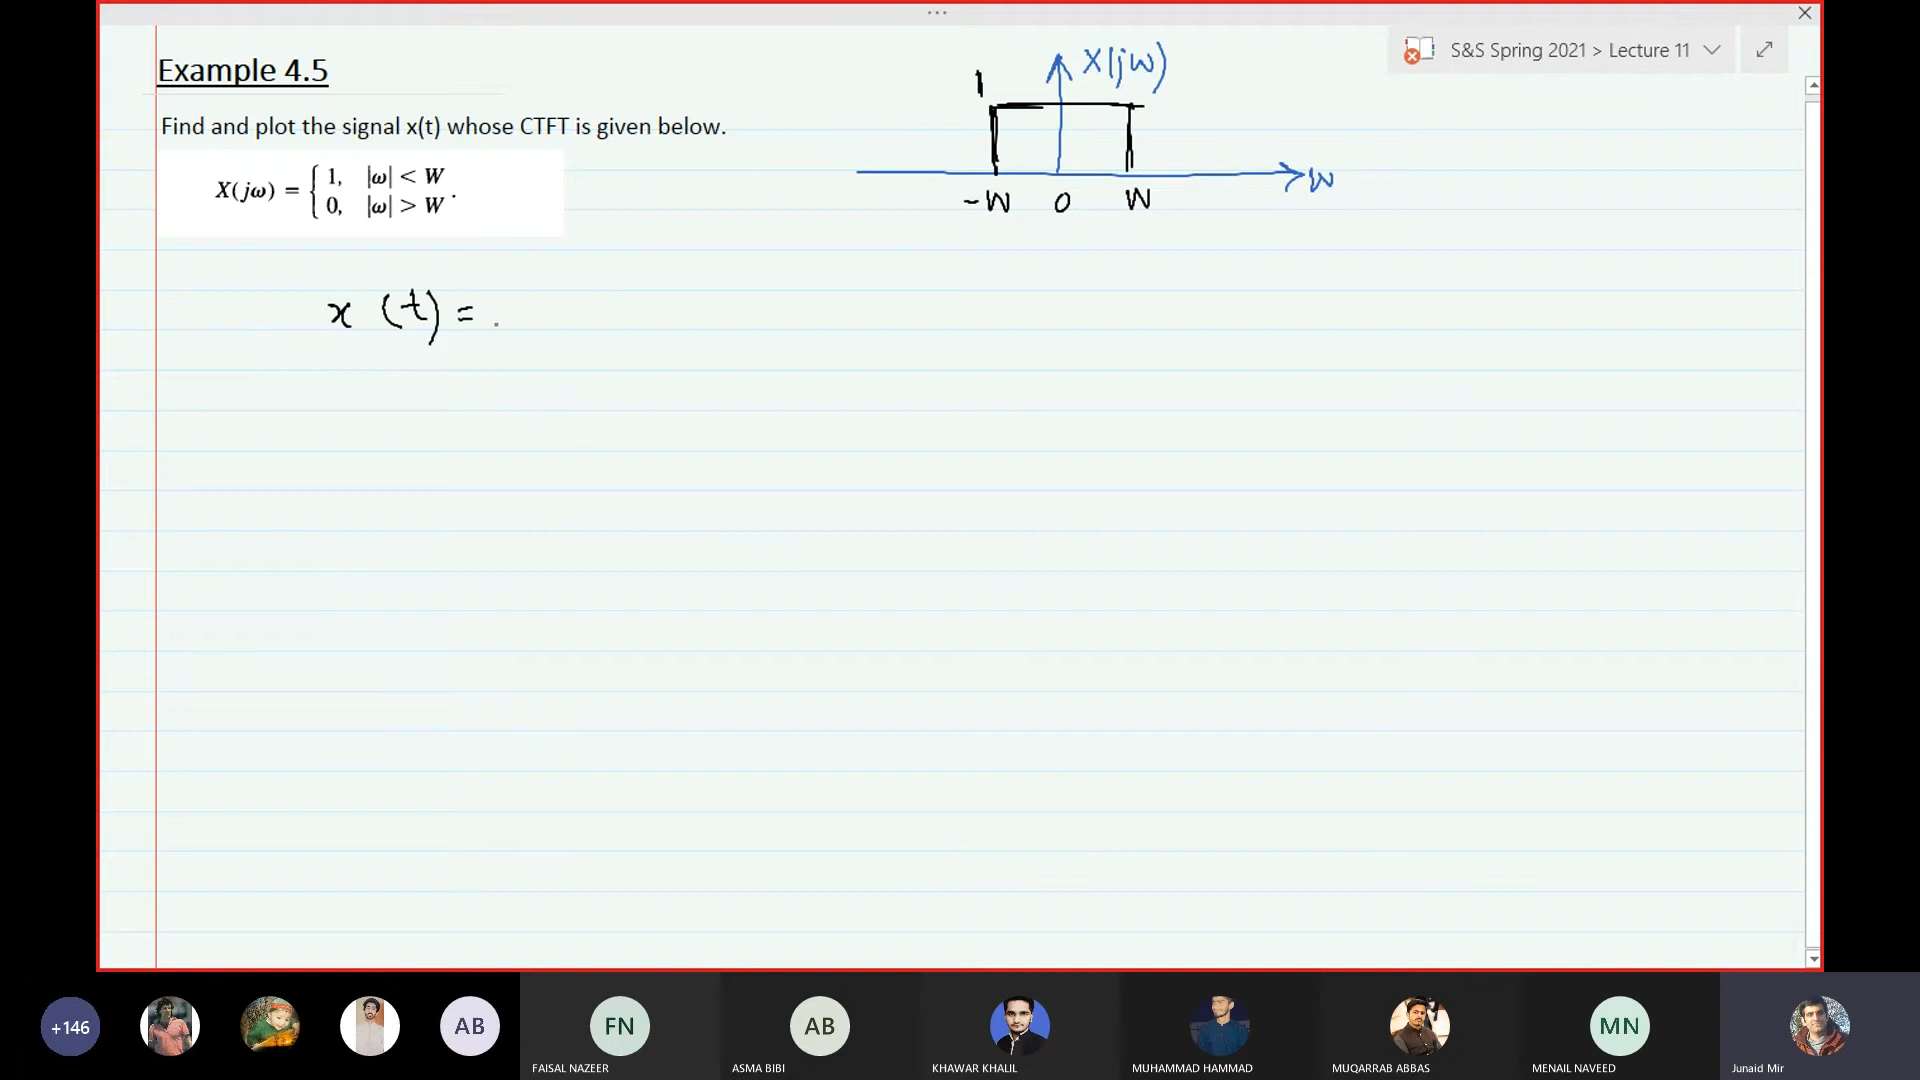 Example 4.5
Find and plot the signal x(t) whose CTFT is given below.
X(jω) = { 1, |ω| < W
0, |ω| > W .
X(jω)
1
ω
-W 0 W
S&S Spring 2021 > Lecture 11
x (t) =
+146
AB
FN
AB
MN
FAISAL NAZEER
ASMA BIBI
KHAWAR KHALIL
MUHAMMAD HAMMAD
MUQARRAB ABBAS
MENAIL NAVEED
Junaid Mir